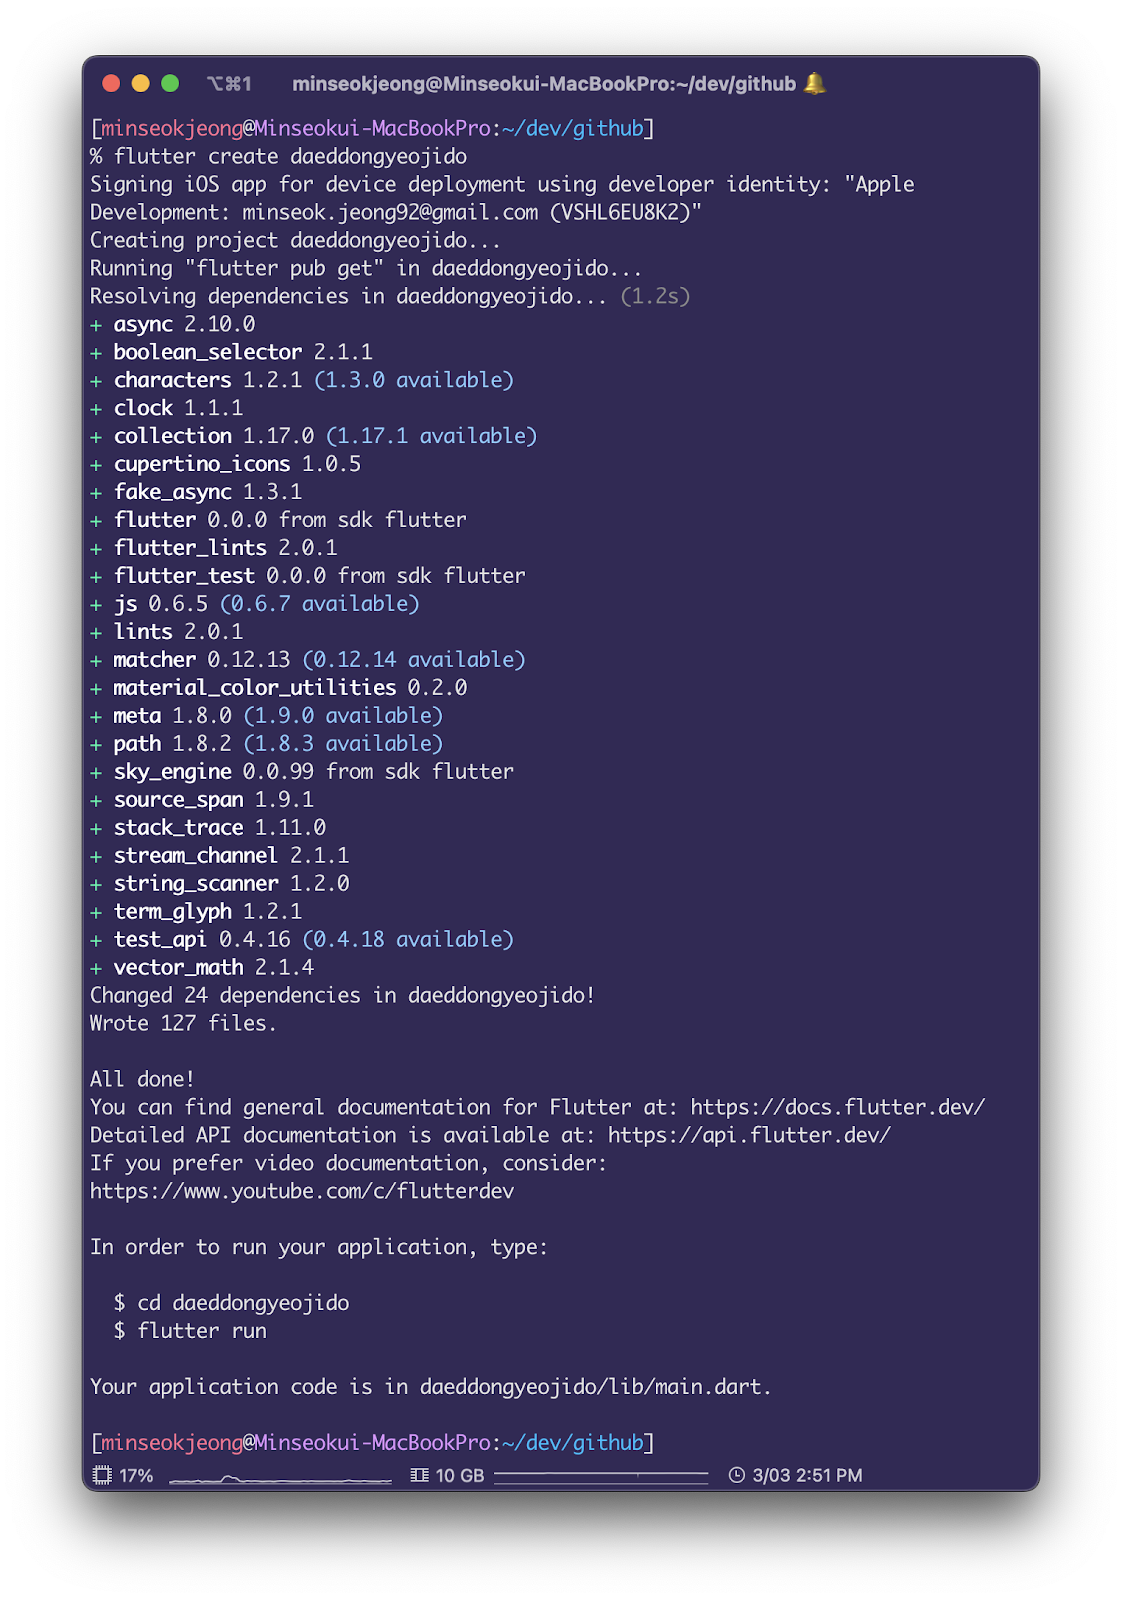 ⌥⌘1 minseokjeong@Minseokui-MacBookPro:~/dev/github 🔔
[minseokjeong@Minseokui-MacBookPro:~/dev/github]
% flutter create daeddongyeojido
Signing iOS app for device deployment using developer identity: "Apple
Development: minseok.jeong92@gmail.com (VSHL6EU8K2)"
Creating project daeddongyeojido...
Running "flutter pub get" in daeddongyeojido...
Resolving dependencies in daeddongyeojido... (1.2s)
+ async 2.10.0
+ boolean_selector 2.1.1
+ characters 1.2.1 (1.3.0 available)
+ clock 1.1.1
+ collection 1.17.0 (1.17.1 available)
+ cupertino_icons 1.0.5
+ fake_async 1.3.1
+ flutter 0.0.0 from sdk flutter
+ flutter_lints 2.0.1
+ flutter_test 0.0.0 from sdk flutter
+ js 0.6.5 (0.6.7 available)
+ lints 2.0.1
+ matcher 0.12.13 (0.12.14 available)
+ material_color_utilities 0.2.0
+ meta 1.8.0 (1.9.0 available)
+ path 1.8.2 (1.8.3 available)
+ sky_engine 0.0.99 from sdk flutter
+ source_span 1.9.1
+ stack_trace 1.11.0
+ stream_channel 2.1.1
+ string_scanner 1.2.0
+ term_glyph 1.2.1
+ test_api 0.4.16 (0.4.18 available)
+ vector_math 2.1.4
Changed 24 dependencies in daeddongyeojido!
Wrote 127 files.
All done!
You can find general documentation for Flutter at: https://docs.flutter.dev/
Detailed API documentation is available at: https://api.flutter.dev/
If you prefer video documentation, consider:
https://www.youtube.com/c/flutterdev
In order to run your application, type:
$ cd daeddongyeojido
$ flutter run
Your application code is in daeddongyeojido/lib/main.dart.
[minseokjeong@Minseokui-MacBookPro:~/dev/github]
17% 10 GB 3/03 2:51 PM